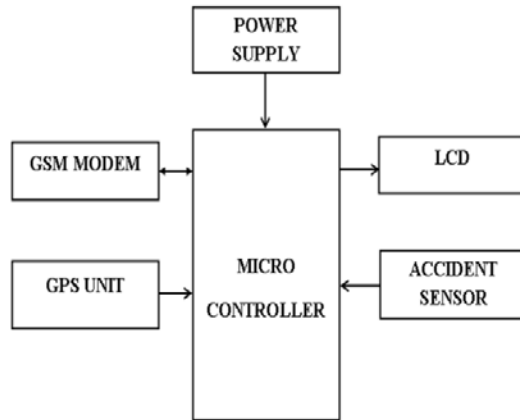 POWER
SUPPLY
GSM MODEM
LCD
GPS UNIT
MICRO
CONTROLLER
ACCIDENT
SENSOR